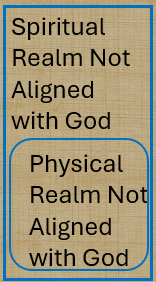 Spiritual
Realm Not
Aligned
with God
Physical
Realm Not
Aligned
with God